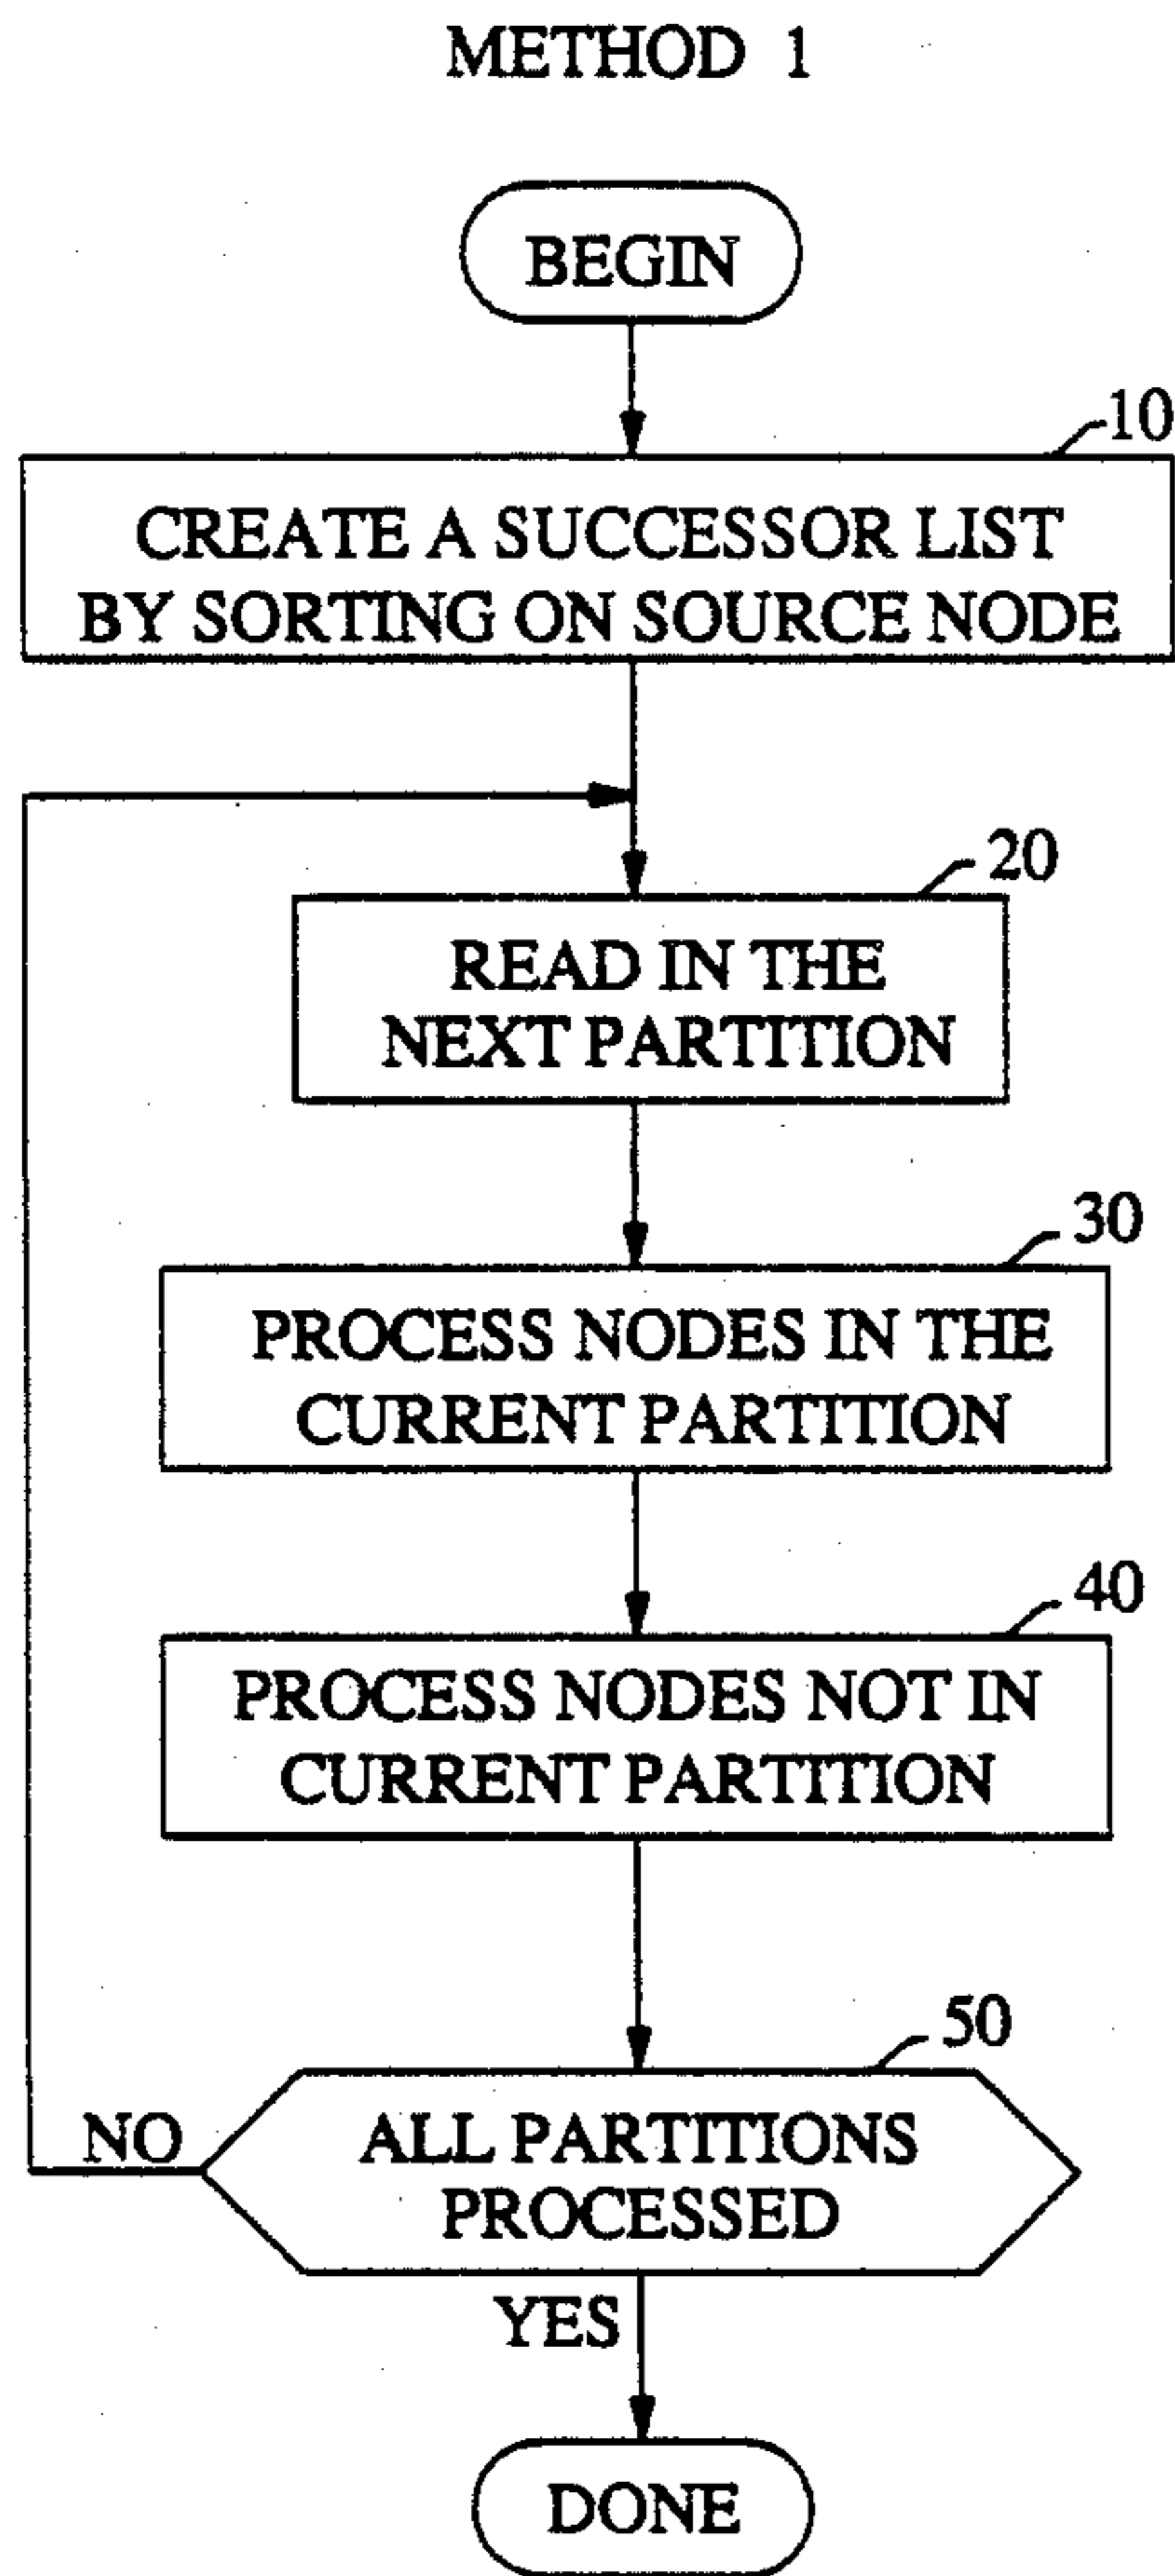 METHOD 1
BEGIN
10
CREATE A SUCCESSOR LIST
BY SORTING ON SOURCE NODE
20
READ IN THE
NEXT PARTITION
30
PROCESS NODES IN THE
CURRENT PARTITION
40
PROCESS NODES NOT IN
CURRENT PARTITION
50
NO
ALL PARTITIONS
PROCESSED
YES
DONE